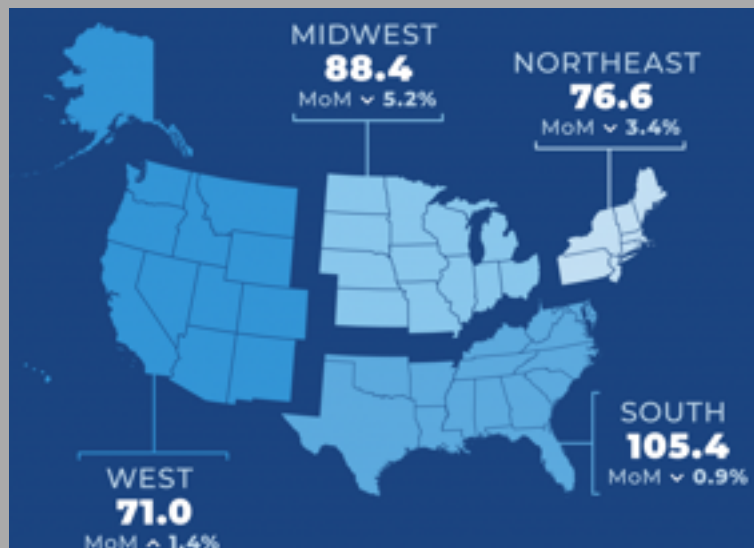 MIDWEST
88.4
MoM ⌄ 5.2%
NORTHEAST
76.6
MoM ⌄ 3.4%
SOUTH
105.4
MoM ⌄ 0.9%
WEST
71.0
MoM ⌃ 1.4%